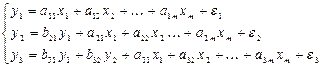 y₁ = a₁₁x₁ + a₁₂x₂ + … + a₁ₘxₘ + ε₁
y₂ = b₂₁y₁ + a₂₁x₁ + a₂₂x₂ … + a₂ₘxₘ + ε₂
y₃ = b₃₁y₁ + b₃₂y₂ + a₃₁x₁ + a₃₂x₂ + … + a₃ₘxₘ + ε₃